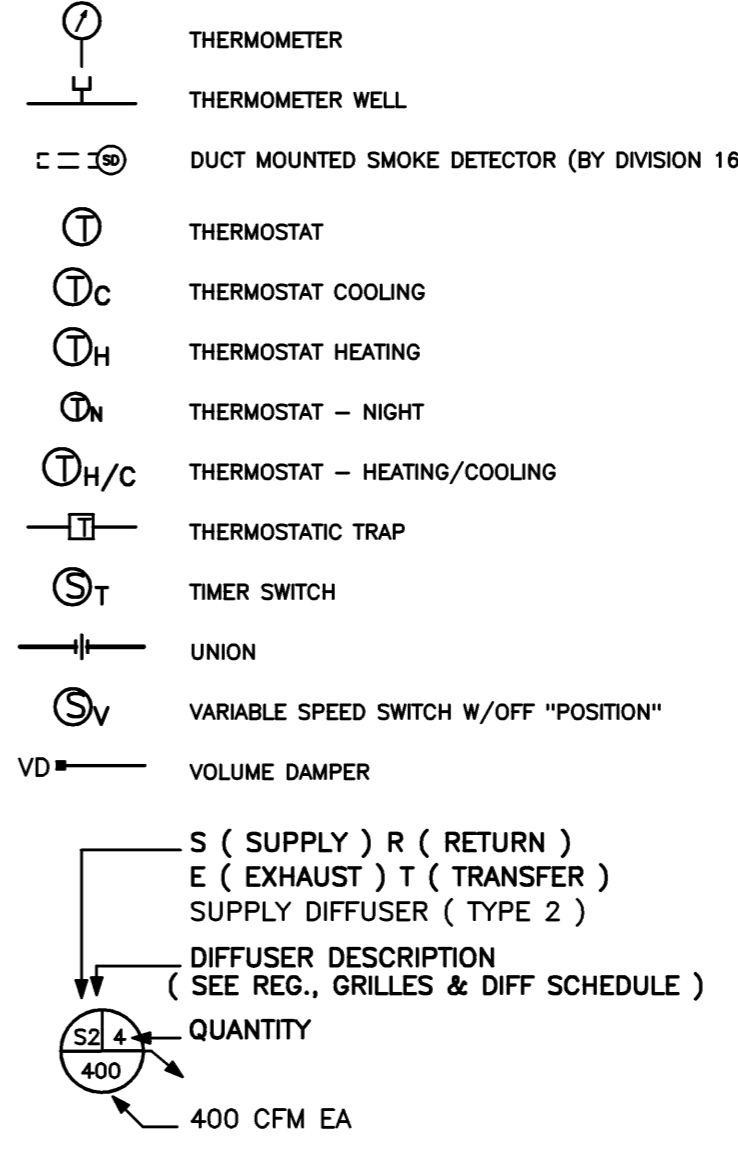 THERMOMETER
THERMOMETER WELL
SD DUCT MOUNTED SMOKE DETECTOR (BY DIVISION 16
T THERMOSTAT
TC THERMOSTAT COOLING
TH THERMOSTAT HEATING
TN THERMOSTAT – NIGHT
TH/C THERMOSTAT – HEATING/COOLING
T THERMOSTATIC TRAP
ST TIMER SWITCH
UNION
SV VARIABLE SPEED SWITCH W/OFF "POSITION"
VD VOLUME DAMPER
S ( SUPPLY ) R ( RETURN )
E ( EXHAUST ) T ( TRANSFER )
SUPPLY DIFFUSER ( TYPE 2 )
DIFFUSER DESCRIPTION
( SEE REG., GRILLES & DIFF SCHEDULE )
S2 4 QUANTITY
400
400 CFM EA